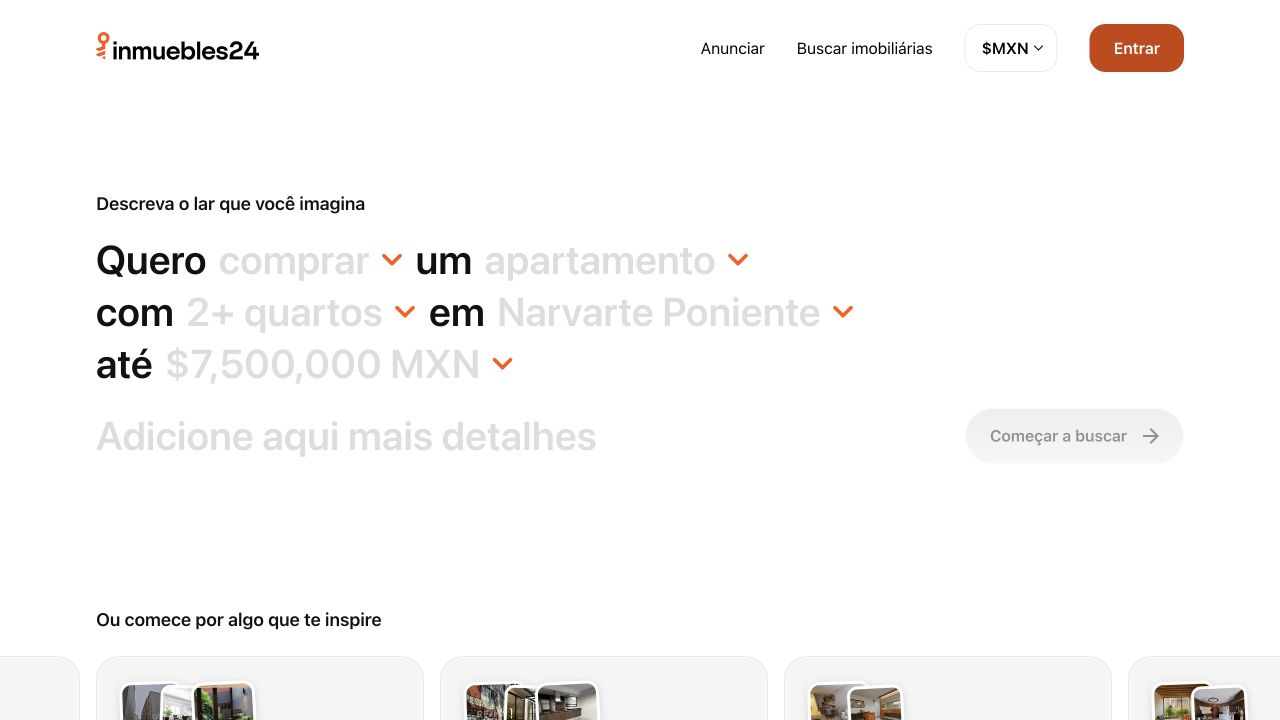 inmuebles24
Anunciar
Buscar imobiliárias
$MXN
Entrar
Descreva o lar que você imagina
Quero comprar um apartamento
com 2+ quartos em Narvarte Poniente
até $7,500,000 MXN
Adicione aqui mais detalhes
Começar a buscar
Ou comece por algo que te inspire